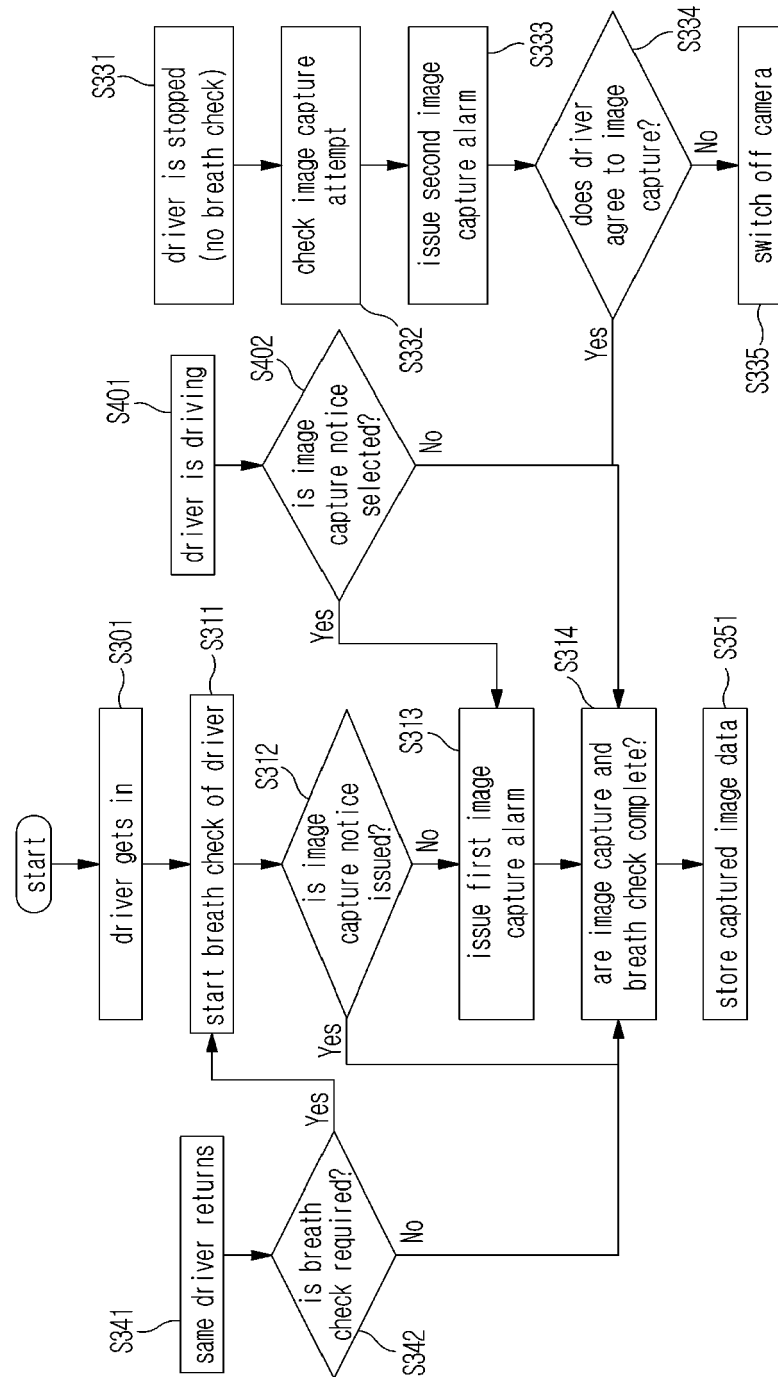 start
driver gets in
S301
start breath check of driver
S311
is image
capture notice
issued?
S312
Yes
No
issue first image
capture alarm
S313
are image capture and
breath check complete?
S314
store captured image data
S351
same driver returns
S341
is breath
check required?
S342
Yes
No
driver is driving
S401
is image
capture notice
selected?
S402
Yes
No
driver is stopped
(no breath check)
S331
check image capture
attempt
S332
issue second image
capture alarm
S333
does driver
agree to image
capture?
S334
Yes
No
switch off camera
S335